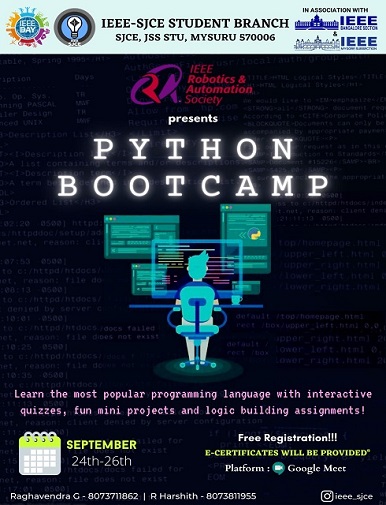 IEEE DAY
IEEE-SJCE STUDENT BRANCH
SJCE, JSS STU, MYSURU 570006
IN ASSOCIATION WITH
IEEE
BANGALORE SECTION
&
IEEE
MYSORE SUBSECTION
IEEE
Robotics &
Automation
Society
presents
PYTHON
BOOTCAMP
Learn the most popular programming language with interactive
quizzes, fun mini projects and logic building assignments!
SEPTEMBER
24th-26th
Free Registration!!!
E-CERTIFICATES WILL BE PROVIDED"
Platform : Google Meet
Raghavendra G - 8073711862 | R Harshith - 8073811955
ieee_sjce